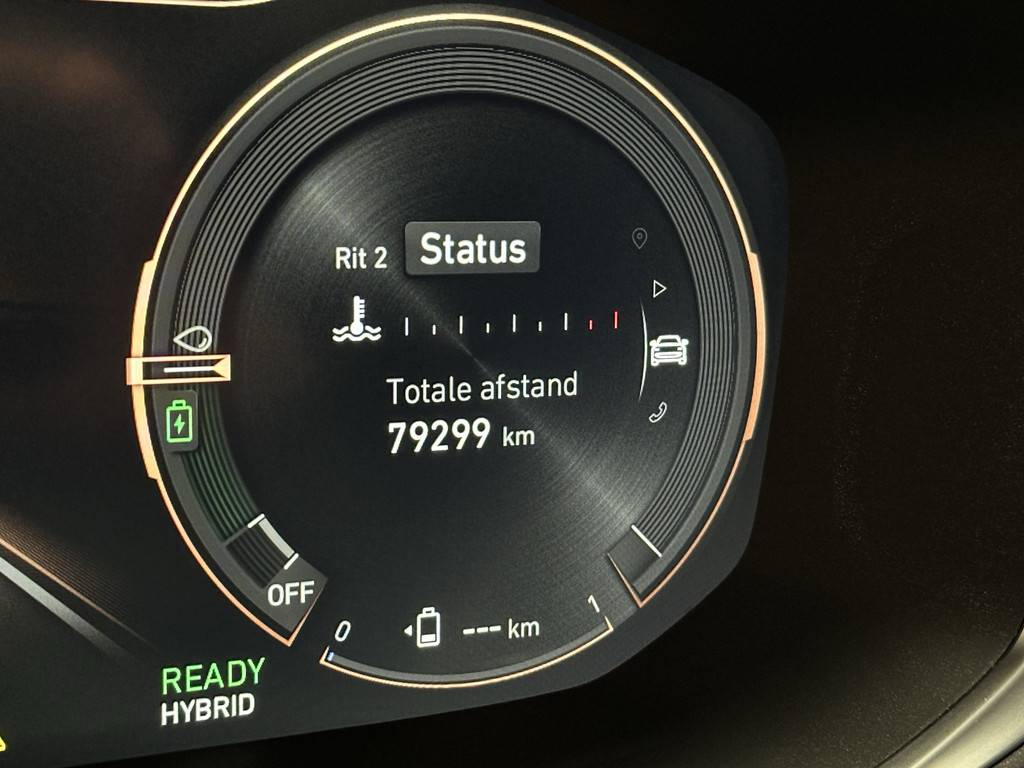 Rit 2 Status
Totale afstand
79299 km
OFF
0 --- km 1
READY
HYBRID